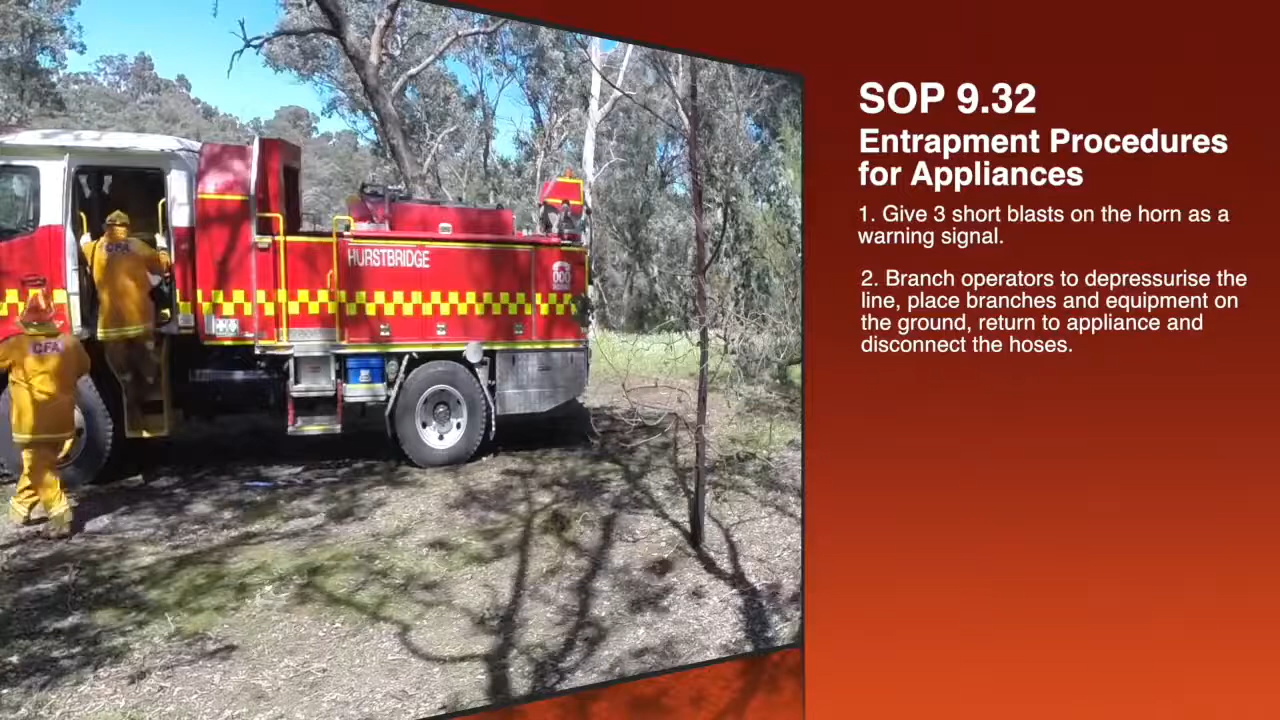 SOP 9.32
Entrapment Procedures
for Appliances
1. Give 3 short blasts on the horn as a
warning signal.
2. Branch operators to depressurise the
line, place branches and equipment on
the ground, return to appliance and
disconnect the hoses.
CFA
HURSTBRIDGE
000
CFA